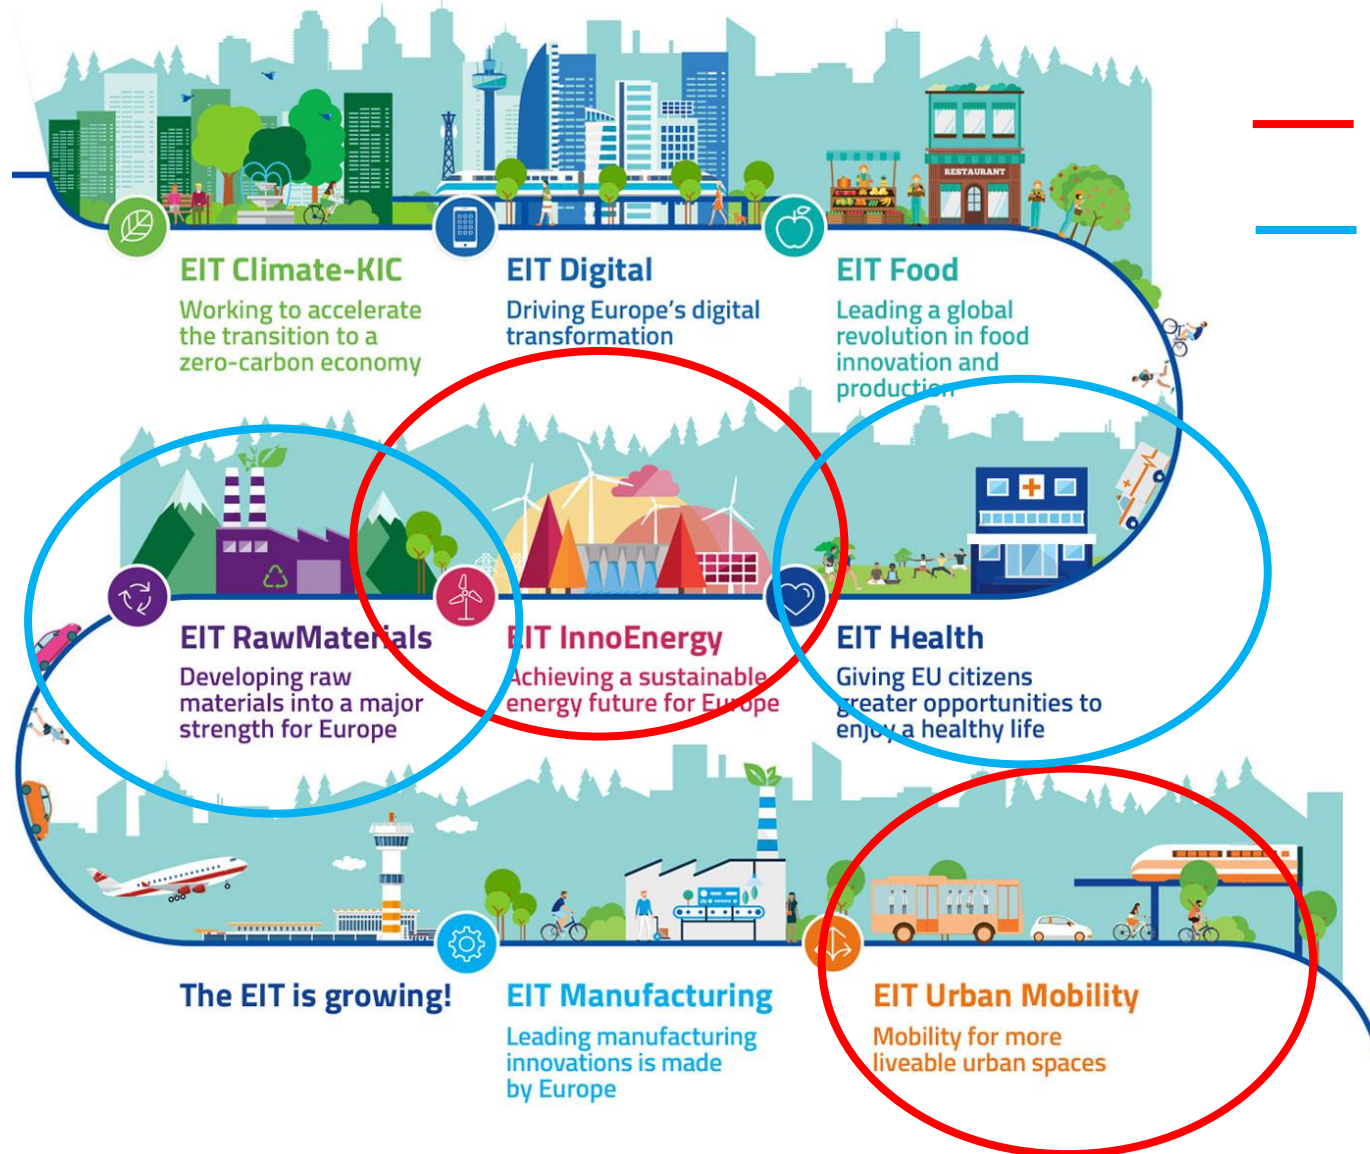 RESTAURANT
EIT Climate-KIC
Working to accelerate
the transition to a
zero-carbon economy
EIT Digital
Driving Europe's digital
transformation
EIT Food
Leading a global
revolution in food
innovation and
production
EIT RawMaterials
Developing raw
materials into a major
strength for Europe
EIT InnoEnergy
Achieving a sustainable
energy future for Europe
EIT Health
Giving EU citizens
greater opportunities to
enjoy a healthy life
The EIT is growing!
EIT Manufacturing
Leading manufacturing
innovations is made
by Europe
EIT Urban Mobility
Mobility for more
liveable urban spaces